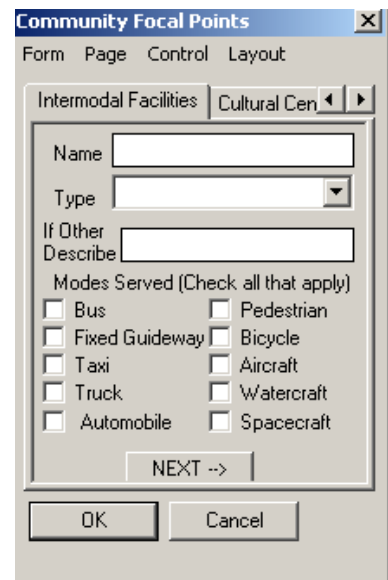 Community Focal Points
Form Page Control Layout
Intermodal Facilities Cultural Cen
Name
Type
If Other
Describe
Modes Served (Check all that apply)
Bus Pedestrian
Fixed Guideway Bicycle
Taxi Aircraft
Truck Watercraft
Automobile Spacecraft
NEXT -->
OK Cancel